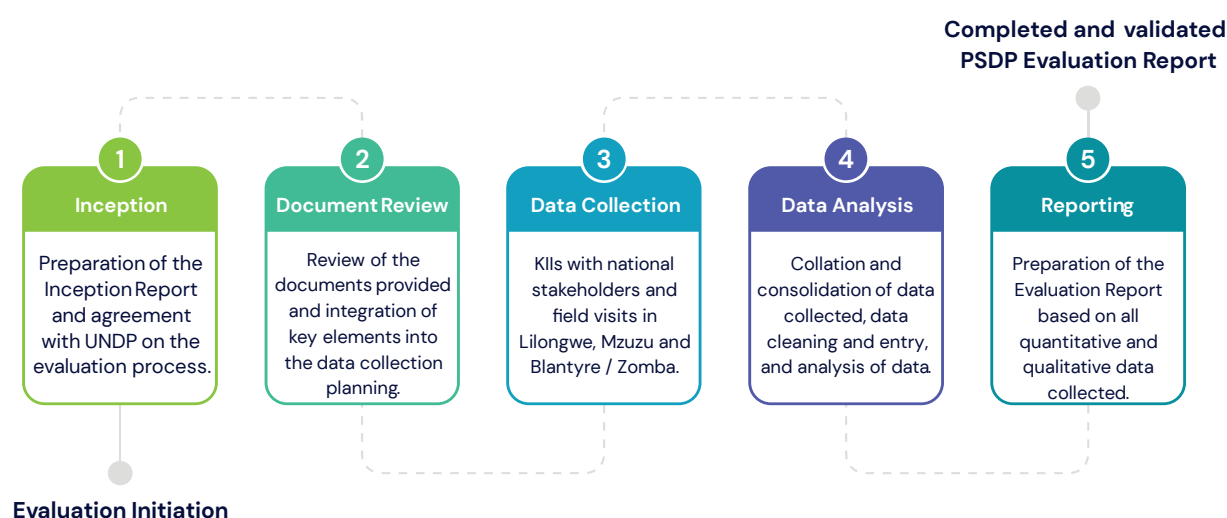 Completed and validated
PSDP Evaluation Report
1
Inception
Preparation of the
Inception Report
and agreement
with UNDP on the
evaluation process.
2
Document Review
Review of the
documents provided
and integration of
key elements into
the data collection
planning.
3
Data Collection
KIIs with national
stakeholders and
field visits in
Lilongwe, Mzuzu and
Blantyre / Zomba.
4
Data Analysis
Collation and
consolidation of data
collected, data
cleaning and entry,
and analysis of data.
5
Reporting
Preparation of the
Evaluation Report
based on all
quantitative and
qualitative data
collected.
Evaluation Initiation